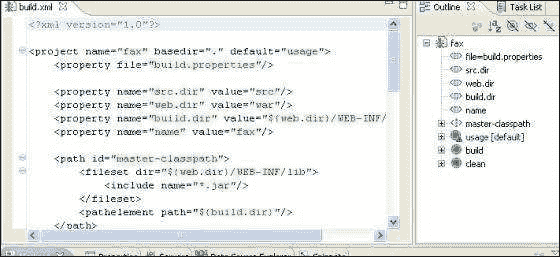 build.xml
<?xml version="1.0"?>
<project name="fax" basedir="." default="usage">
<property file="build.properties"/>
<property name="src.dir" value="src"/>
<property name="web.dir" value="war"/>
<property name="build.dir" value="${web.dir}/WEB-INF/
<property name="name" value="fax"/>
<path id="master-classpath">
<fileset dir="${web.dir}/WEB-INF/lib">
<include name="*.jar"/>
</fileset>
<pathelement path="${build.dir}"/>
</path>
Outline
Task List
fax
file=build.properties
src.dir
web.dir
build.dir
name
master-classpath
usage [default]
build
clean